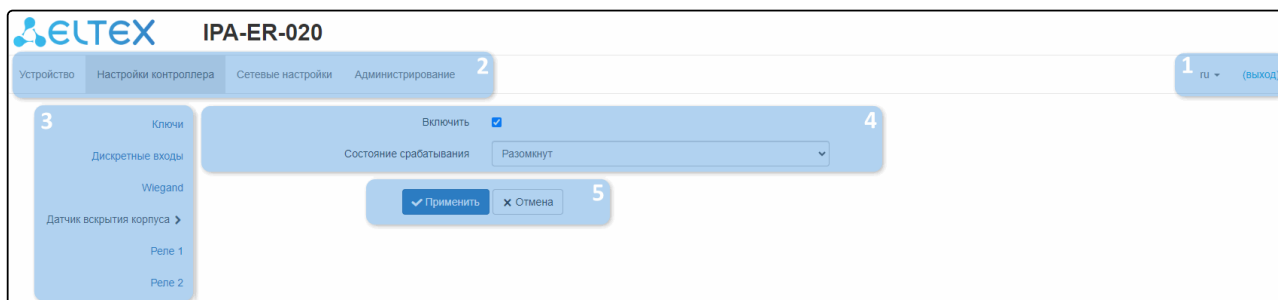 ELTEX IPA-ER-020
Устройство Настройки контроллера Сетевые настройки Администрирование 2 1 ru (выход)
3 Ключи
Дискретные входы
Wiegand
Датчик вскрытия корпуса
Реле 1
Реле 2
Включить 4
Состояние срабатывания Разомкнут
Применить Отмена 5